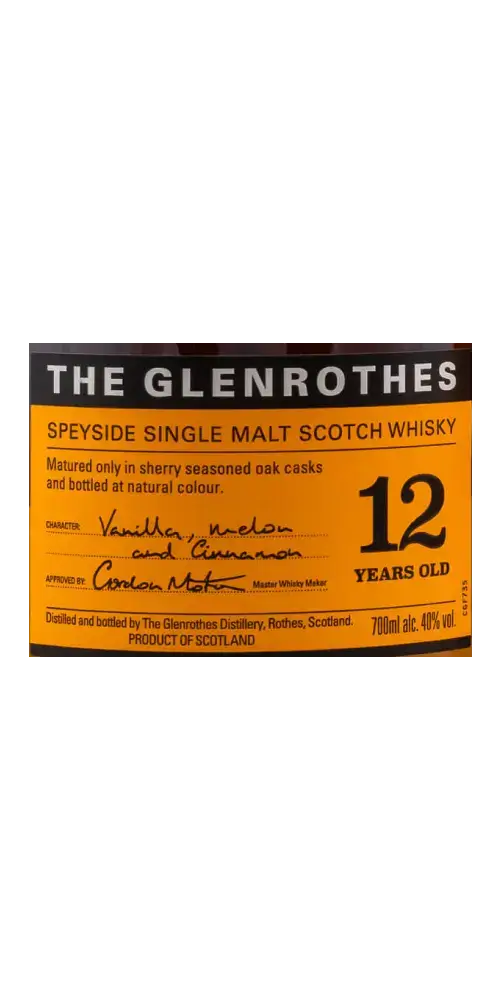 THE GLENROTHES
SPEYSIDE SINGLE MALT SCOTCH WHISKY
Matured only in sherry seasoned oak casks
and bottled at natural colour.
12
YEARS OLD
CHARACTER: Vanilla, melon
and Cinnamon
APPROVED BY: Gordon Motion Master Whisky Maker
Distilled and bottled by The Glenrothes Distillery, Rothes, Scotland.
PRODUCT OF SCOTLAND
700ml alc. 40% vol.
CGF735